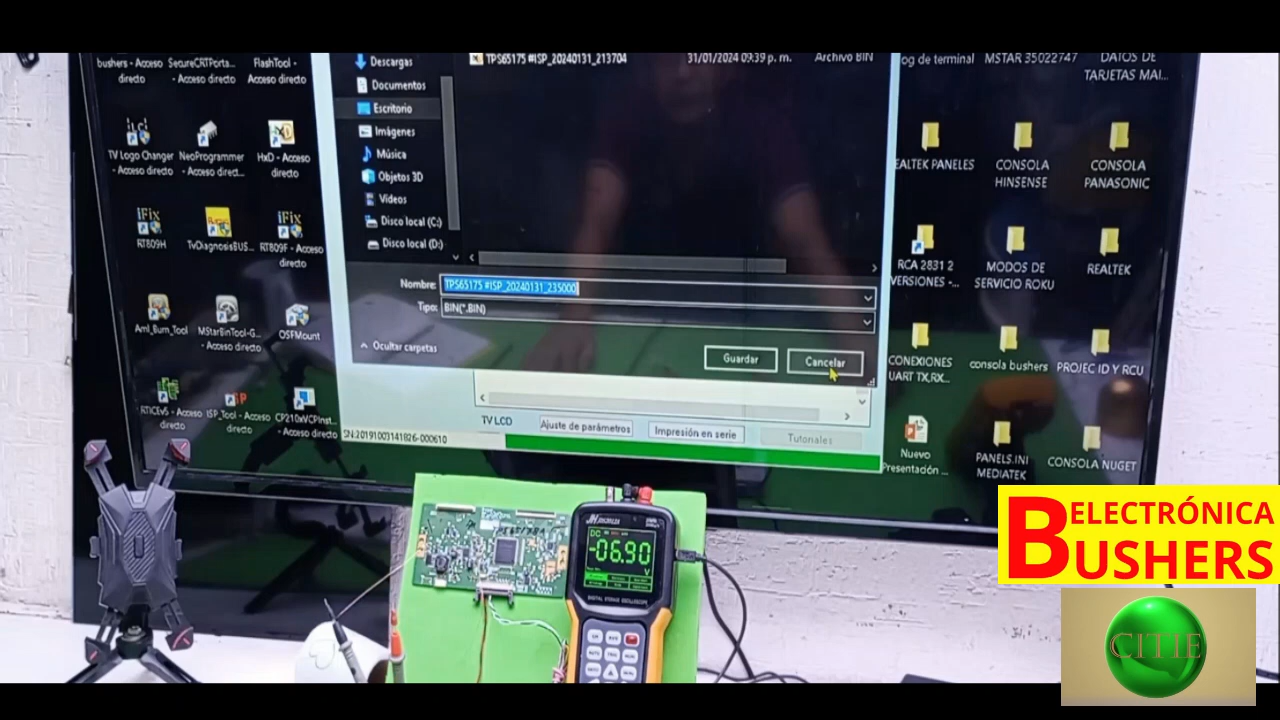 bushers - Acceso
directo
SecureCRTPorta...
- Acceso directo
FlashTool -
Acceso directo
TV Logo Changer
- Acceso directo
NeoProgrammer
- Acceso direct...
HxD - Acceso
directo
RT809H
TvDiagnosisBUS...
RT809F - Acceso
directo
Aml_Burn_Tool
MStarBinTool-G...
- Acceso directo
OSFMount
RTICEv5 - Acceso
directo
ISP_Tool - Acceso
directo
CP210xVCPInst...
- Acceso directo
Descargas
Documentos
Escritorio
Imágenes
Música
Objetos 3D
Vídeos
Disco local (C:)
Disco local (D:)
TPS65175 #ISP_20240131_213704
31/01/2024 09:39 p. m.
Archivo BIN
Nombre: TPS65175 #ISP_20240131_235000
Tipo: BIN(*.BIN)
Ocultar carpetas
Guardar
Cancelar
TV LCD
Ajuste de parámetros
Impresión en serie
Tutoriales
SN:20191003141826-000610
og de terminal
MSTAR 35022747
DATOS DE
TARJETAS MAI...
EALTEK PANELES
CONSOLA
HINSENSE
CONSOLA
PANASONIC
RCA 2831 2
VERSIONES -...
MODOS DE
SERVICIO ROKU
REALTEK
CONEXIONES
UART TX,RX...
consola bushers
PROJEC ID Y RCU
Nuevo
Presentación ...
PANELS.INI
MEDIATEK
CONSOLA NUGET
DC
-06.90
V
DIGITAL STORAGE OSCILLOSCOPE
BELECTRÓNICA
BUSHERS
CITIE